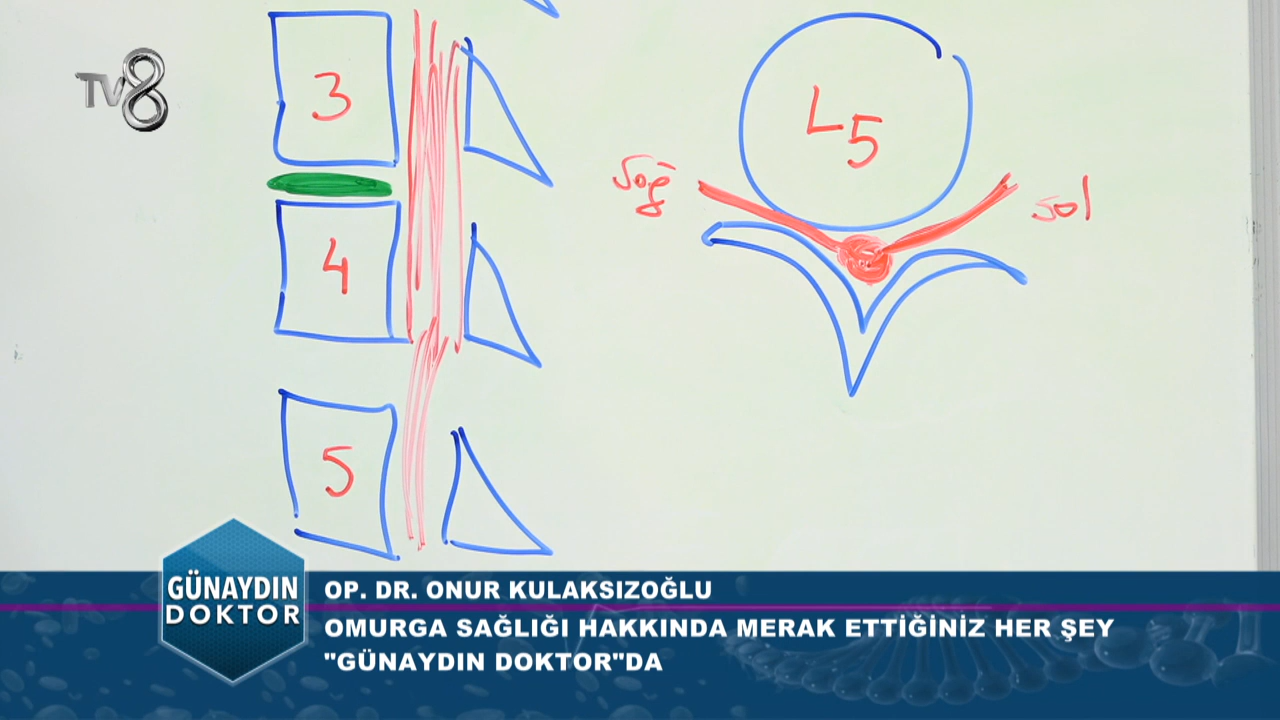 TV8
3
4
5
L5
sağ
sol
GÜNAYDIN
DOKTOR
OP. DR. ONUR KULAKSIZOĞLU
OMURGA SAĞLIĞI HAKKINDA MERAK ETTİĞİNİZ HER ŞEY
"GÜNAYDIN DOKTOR"DA